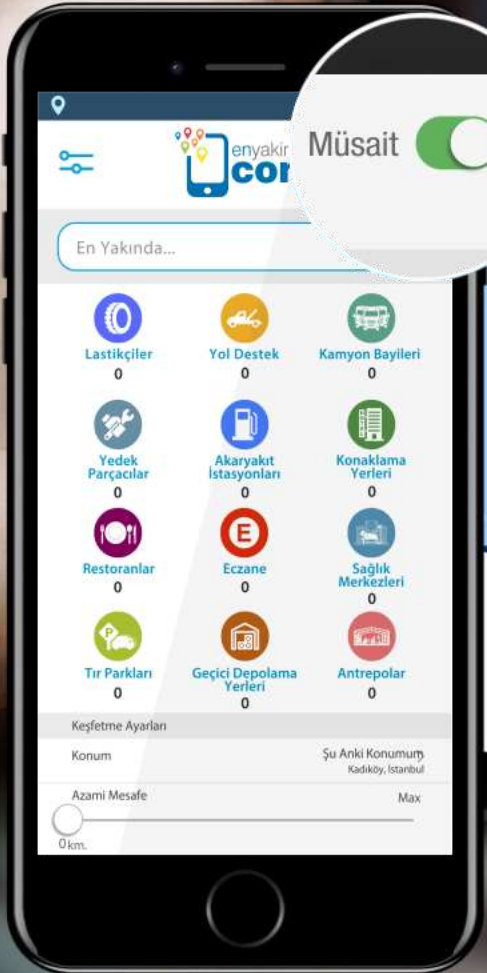 Müsait
enyakin
com
En Yakında...
Lastikçiler
0
Yol Destek
0
Kamyon Bayileri
0
Yedek
Parçacılar
0
Akaryakıt
İstasyonları
0
Konaklama
Yerleri
0
Restoranlar
0
E
Eczane
0
Sağlık
Merkezleri
0
P
Tır Parkları
0
Geçici Depolama
Yerleri
0
Antrepolar
0
Keşfetme Ayarları
Konum
Şu Anki Konumum
Kadıköy, İstanbul
Azami Mesafe
Max
0 km.